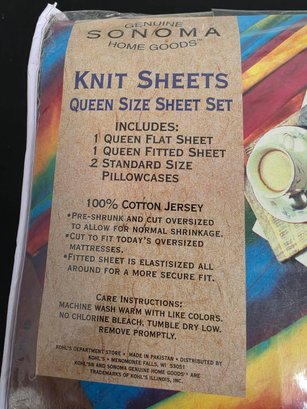 GENUINE
SONOMA
HOME GOODS™
KNIT SHEETS
QUEEN SIZE SHEET SET
INCLUDES:
1 QUEEN FLAT SHEET
1 QUEEN FITTED SHEET
2 STANDARD SIZE
PILLOWCASES
100% COTTON JERSEY
•PRE-SHRUNK AND CUT OVERSIZED
TO ALLOW FOR NORMAL SHRINKAGE.
•CUT TO FIT TODAY'S OVERSIZED
MATTRESSES.
•FITTED SHEET IS ELASTISIZED ALL
AROUND FOR A MORE SECURE FIT.
CARE INSTRUCTIONS:
MACHINE WASH WARM WITH LIKE COLORS.
NO CHLORINE BLEACH. TUMBLE DRY LOW.
REMOVE PROMPTLY.
KOHL'S DEPARTMENT STORE • MADE IN PAKISTAN • DISTRIBUTED BY
KOHL'S • MENOMONEE FALLS, WI 53051
KOHL'S® AND SONOMA GENUINE HOME GOODS™ ARE
TRADEMARKS OF KOHL'S ILLINOIS, INC.